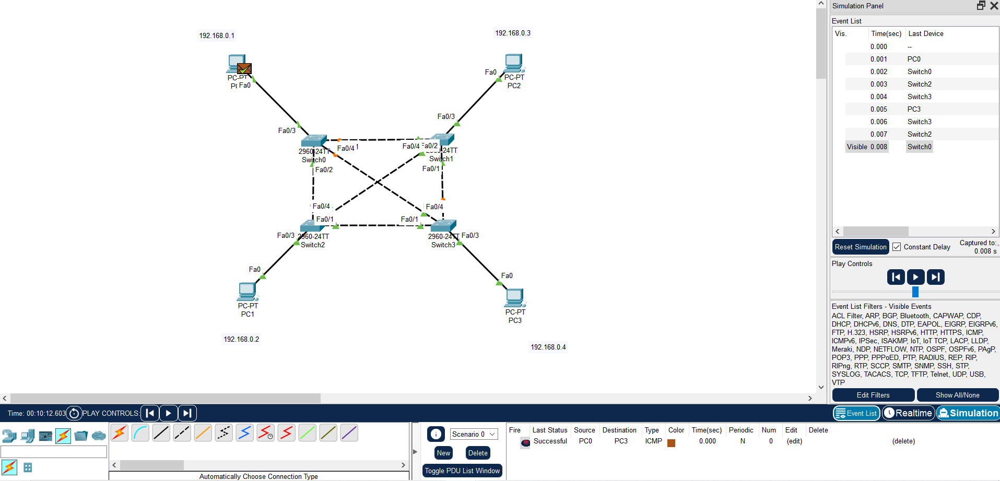 192.168.0.1
192.168.0.3
PC-PT
Fa0
Fa0
PC-PT
PC2
Fa0/3
Fa0/3
Fa0/4
1
Fa0/4
Fa0/2
2960-24TT
Switch0
-24TT
Switch1
Fa0/2
Fa0/1
Fa0/4
Fa0/4
Fa0/1
Fa0/1
Fa0/3
2960-24TT
Switch2
2960-24TT
Switch3
Fa0/3
Fa0
Fa0
PC-PT
PC1
PC-PT
PC3
192.168.0.2
192.168.0.4
Simulation Panel
Event List
Vis. Time(sec) Last Device
0.000 --
0.001 PC0
0.002 Switch0
0.003 Switch2
0.004 Switch3
0.005 PC3
0.006 Switch3
0.007 Switch2
Visible 0.008 Switch0
Reset Simulation Constant Delay Captured to:
0.008 s
Play Controls
Event List Filters - Visible Events
ACL Filter, ARP, BGP, Bluetooth, CAPWAP, CDP,
DHCP, DHCPv6, DNS, DTP, EAPOL, EIGRP, EIGRPv6,
FTP, H.323, HSRP, HSRPv6, HTTP, HTTPS, ICMP,
ICMPv6, IPSec, ISAKMP, IoT, IoT TCP, LACP, LLDP,
Meraki, NDP, NETFLOW, NTP, OSPF, OSPFv6, PAgP,
POP3, PPP, PPPoED, PTP, RADIUS, REP, RIP,
RIPng, RTP, SCCP, SMTP, SNMP, SSH, STP,
SYSLOG, TACACS, TCP, TFTP, Telnet, UDP, USB,
VTP
Edit Filters Show All/None
Time: 00:10:12.603 PLAY CONTROLS:
Event List Realtime Simulation
Automatically Choose Connection Type
Scenario 0
New Delete
Toggle PDU List Window
Fire Last Status Source Destination Type Color Time(sec) Periodic Num Edit Delete
Successful PC0 PC3 ICMP 0.000 N 0 (edit) (delete)